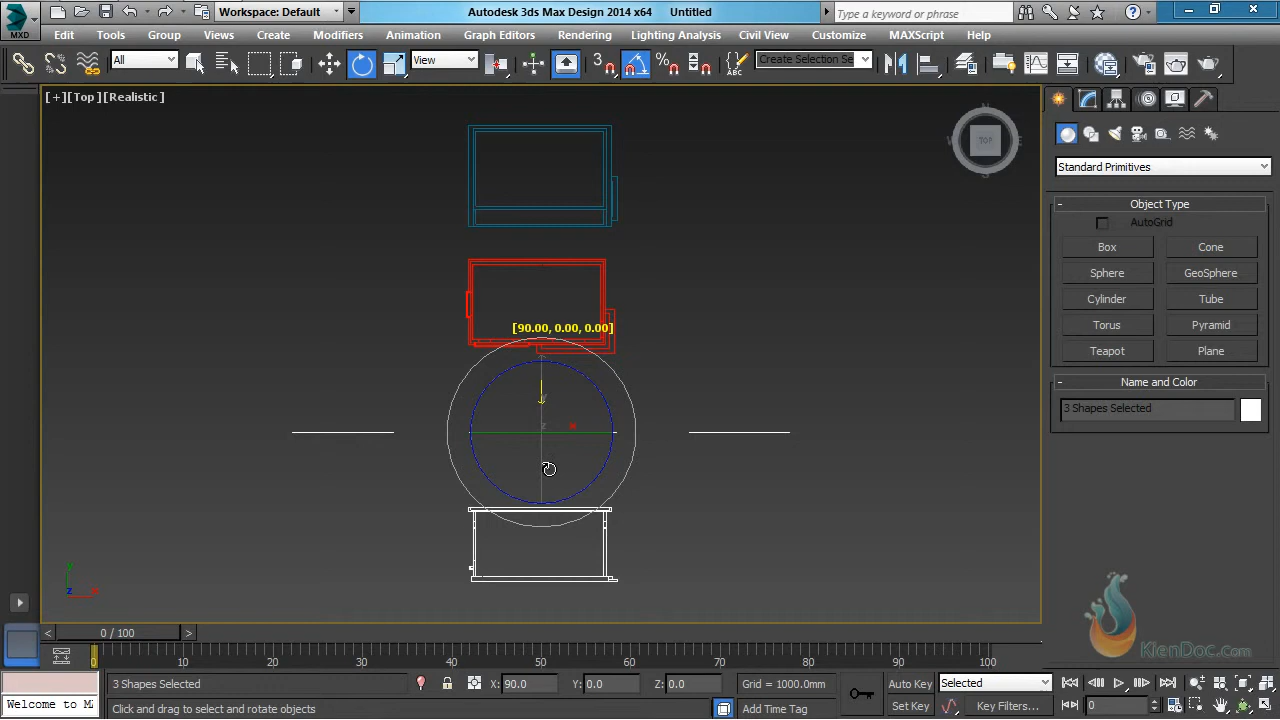 MXD
Workspace: Default
Autodesk 3ds Max Design 2014 x64 Untitled
Type a keyword or phrase
Edit Tools Group Views Create Modifiers Animation Graph Editors Rendering Lighting Analysis Civil View Customize MAXScript Help
All
View
3
Create Selection Se
ABC
[+][Top][Realistic]
N
W TOP E
S
Standard Primitives
- Object Type
AutoGrid
Box Cone
Sphere GeoSphere
Cylinder Tube
Torus Pyramid
Teapot Plane
- Name and Color
3 Shapes Selected
[90.00, 0.00, 0.00]
y
z x
y
z x
KienDoc.com
< 0 / 100 >
0 10 20 30 40 50 60 70 80 90 100
3 Shapes Selected X: 90.0 Y: 0.0 Z: 0.0 Grid = 1000.0mm Auto Key Selected
Welcome to M Click and drag to select and rotate objects Add Time Tag Set Key Key Filters... 0